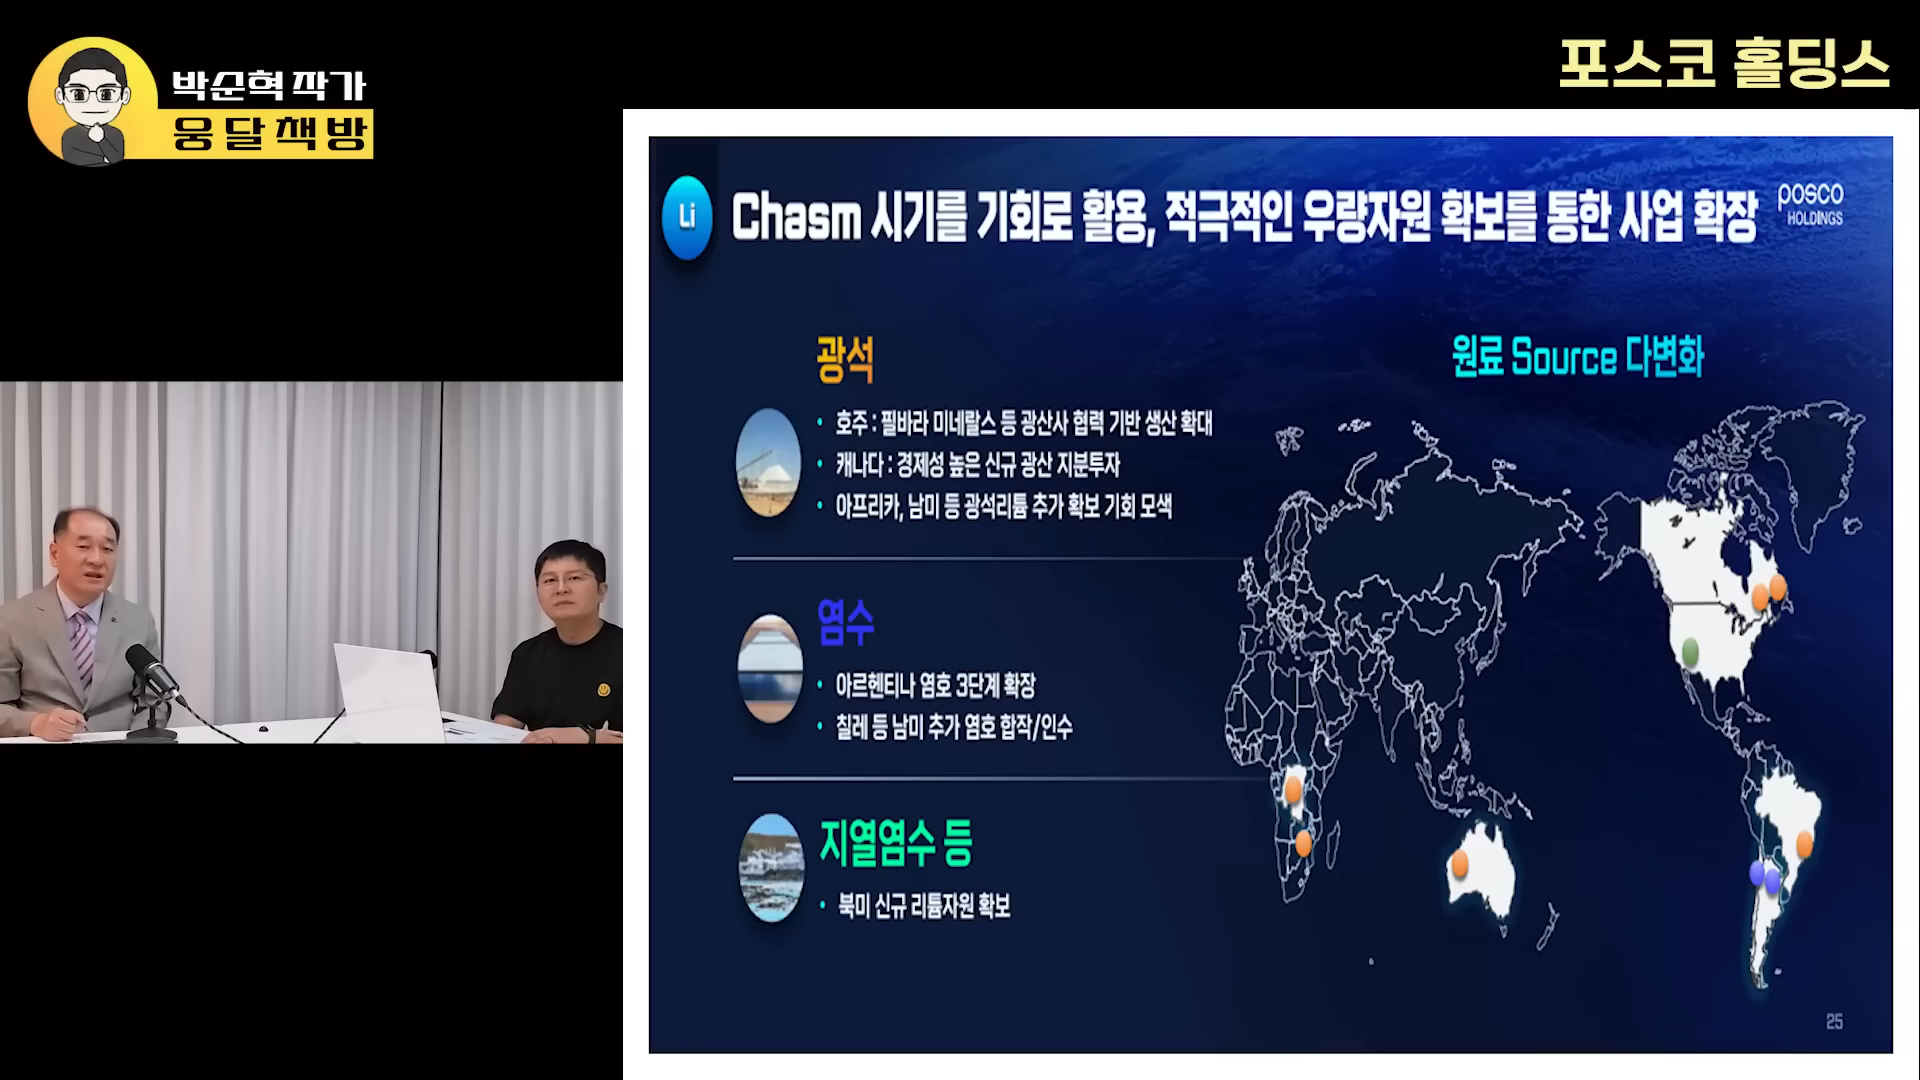 박순혁 작가
웅달책방
포스코 홀딩스
Li
Chasm 시기를 기회로 활용, 적극적인 우량자원 확보를 통한 사업 확장
posco
HOLDINGS
광석
• 호주 : 필바라 미네랄스 등 광산사 협력 기반 생산 확대
• 캐나다 : 경제성 높은 신규 광산 지분투자
• 아프리카, 남미 등 광석리튬 추가 확보 기회 모색
원료 Source 다변화
염수
• 아르헨티나 염호 3단계 확장
• 칠레 등 남미 추가 염호 합작/인수
지열염수 등
• 북미 신규 리튬자원 확보
25